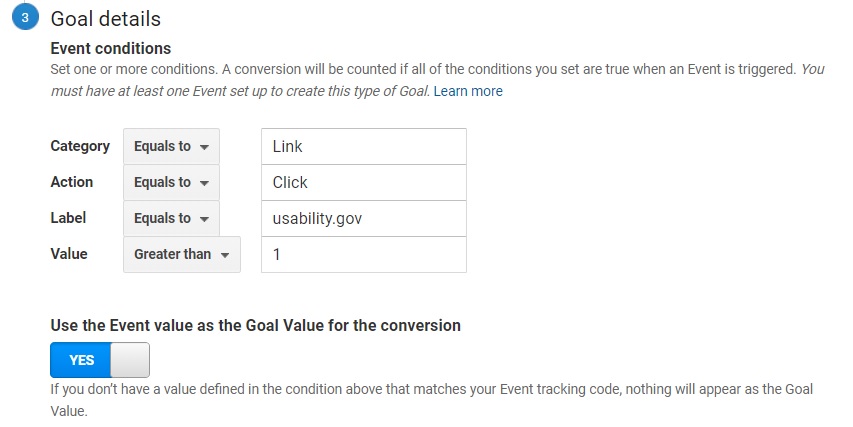 3 Goal details
Event conditions
Set one or more conditions. A conversion will be counted if all of the conditions you set are true when an Event is triggered. You
must have at least one Event set up to create this type of Goal. Learn more
Category Equals to Link
Action Equals to Click
Label Equals to usability.gov
Value Greater than 1
Use the Event value as the Goal Value for the conversion
YES
If you don't have a value defined in the condition above that matches your Event tracking code, nothing will appear as the Goal
Value.